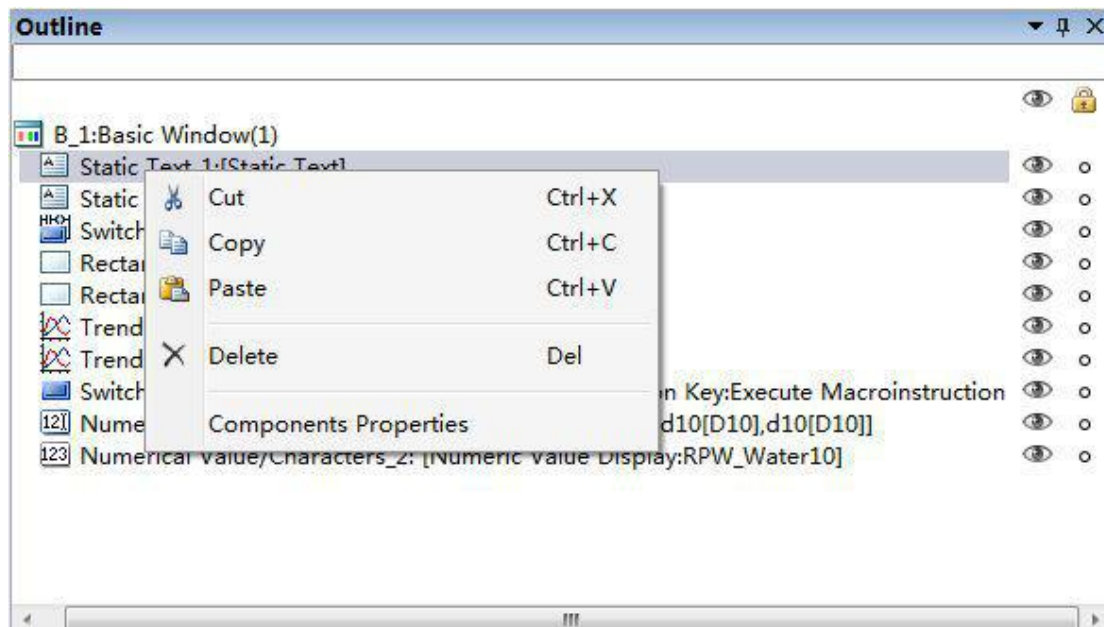 Outline
B_1:Basic Window(1)
Static Text_1:[Static Text]
Static
Cut Ctrl+X
Switch
Copy Ctrl+C
Rectan
Rectan
Paste Ctrl+V
Trend
Trend
Delete Del
Switch
n Key:Execute Macroinstruction
Nume
Components Properties
d10[D10],d10[D10]]
Numerical Value/Characters_2: [Numeric Value Display:RPW_Water10]